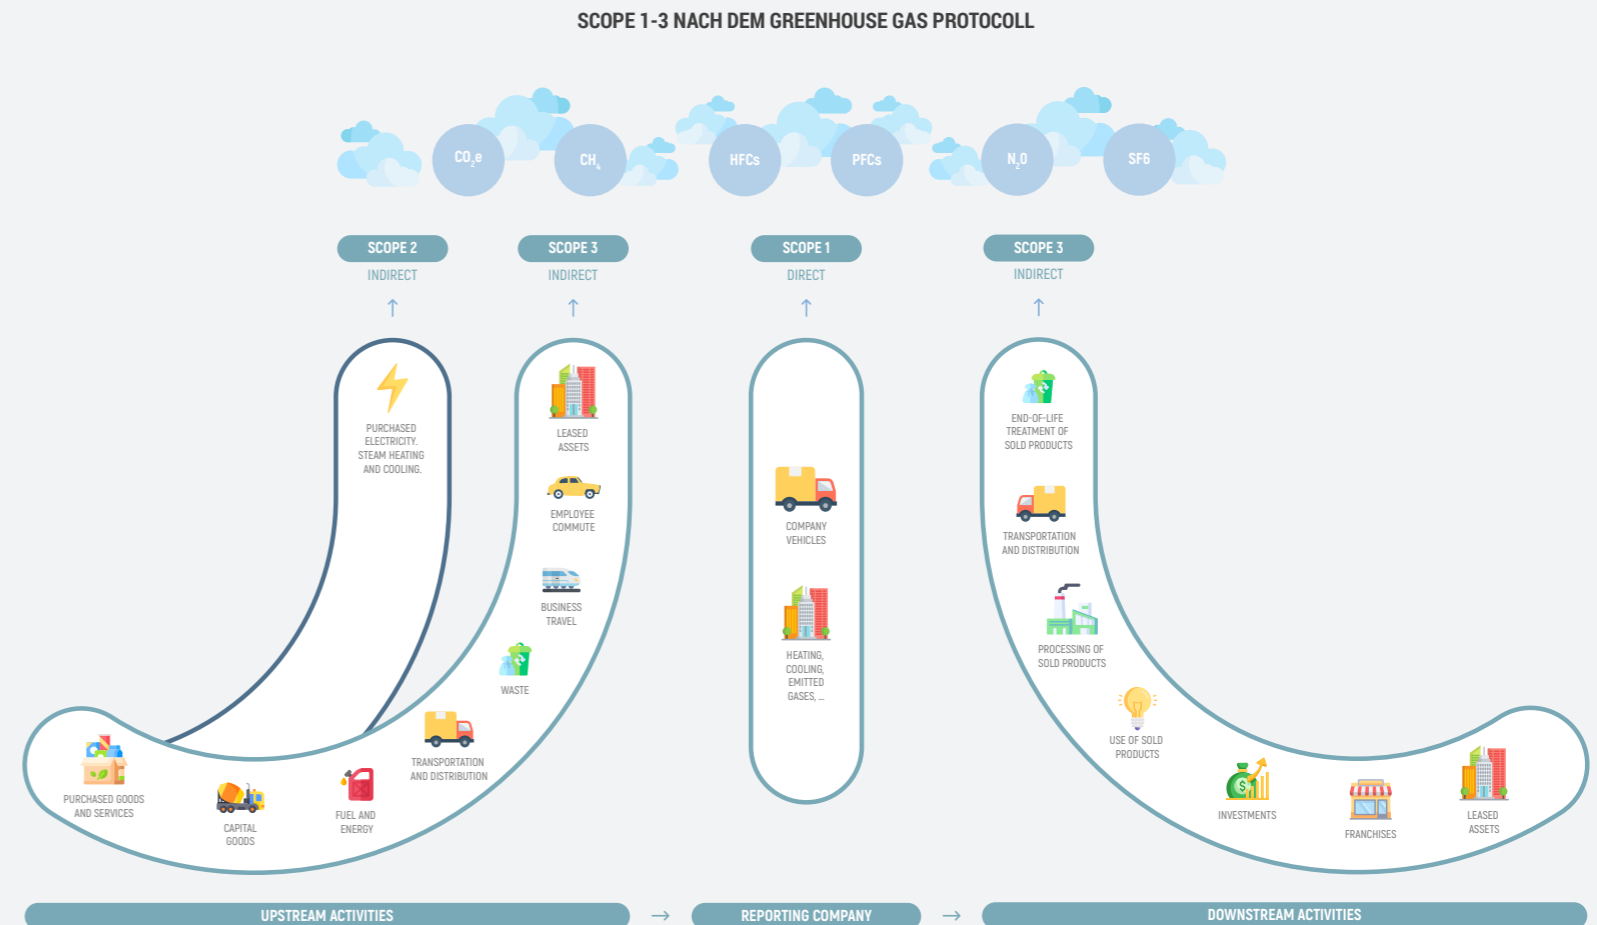 SCOPE 1-3 NACH DEM GREENHOUSE GAS PROTOCOLL
CO₂e
CH₄
HFCs
PFCs
N₂O
SF6
SCOPE 2
INDIRECT
SCOPE 3
INDIRECT
SCOPE 1
DIRECT
SCOPE 3
INDIRECT
PURCHASED
ELECTRICITY.
STEAM HEATING
AND COOLING.
LEASED
ASSETS
EMPLOYEE
COMMUTE
BUSINESS
TRAVEL
WASTE
TRANSPORTATION
AND DISTRIBUTION
FUEL AND
ENERGY
CAPITAL
GOODS
PURCHASED GOODS
AND SERVICES
COMPANY
VEHICLES
HEATING,
COOLING,
EMITTED
GASES, ...
END-OF-LIFE
TREATMENT OF
SOLD PRODUCTS
TRANSPORTATION
AND DISTRIBUTION
PROCESSING OF
SOLD PRODUCTS
USE OF SOLD
PRODUCTS
INVESTMENTS
FRANCHISES
LEASED
ASSETS
UPSTREAM ACTIVITIES
REPORTING COMPANY
DOWNSTREAM ACTIVITIES